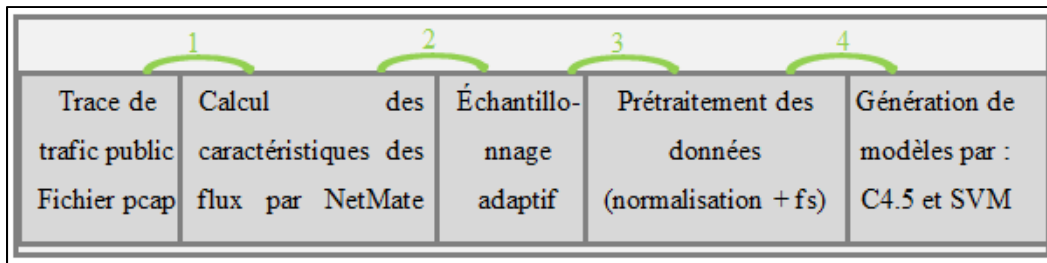 1
2
3
4
Trace de
trafic public
Fichier pcap
Calcul des
caractéristiques des
flux par NetMate
Échantillo-
nnage
adaptif
Prétraitement des
données
(normalisation + fs)
Génération de
modèles par :
C4.5 et SVM